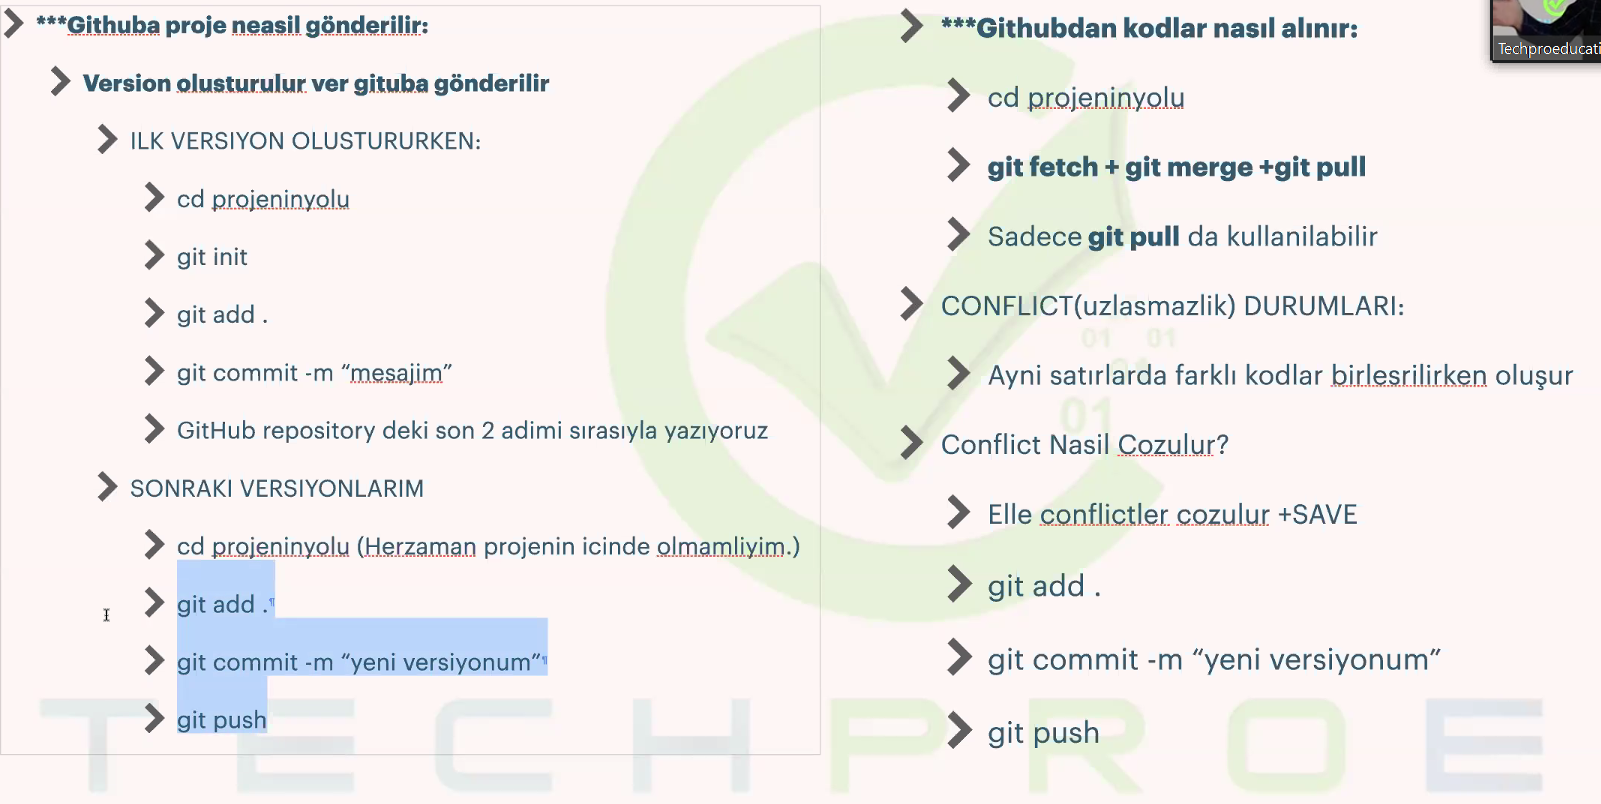 ***Githuba proje neasil gönderilir:
Version olusturulur ver gituba gönderilir
ILK VERSIYON OLUSTURURKEN:
cd projeninyolu
git init
git add .
git commit -m “mesajim”
GitHub repository deki son 2 adimi sırasıyla yazıyoruz
SONRAKI VERSIYONLARIM
cd projeninyolu (Herzaman projenin icinde olmamliyim.)
git add .
git commit -m “yeni versiyonum”
git push
***Githubdan kodlar nasıl alınır:
cd projeninyolu
git fetch + git merge +git pull
Sadece git pull da kullanilabilir
CONFLICT(uzlasmazlik) DURUMLARI:
Ayni satırlarda farklı kodlar birlesrilirken oluşur
Conflict Nasil Cozulur?
Elle conflictler cozulur +SAVE
git add .
git commit -m “yeni versiyonum”
git push
Techproeducati
01 01
01
01
TECHPROE